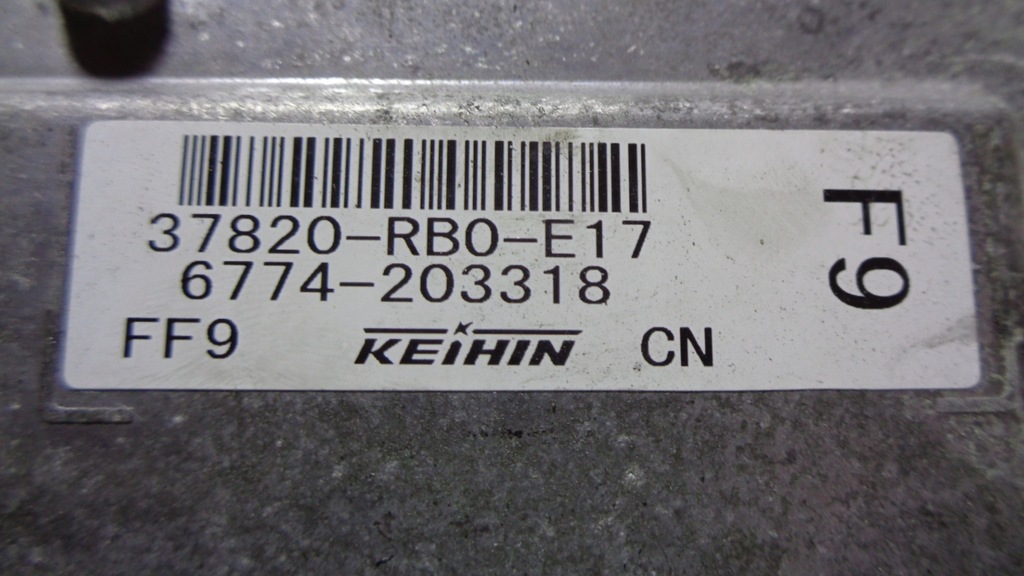 37820-RB0-E17
6774-203318
FF9 KEIHIN CN
F9